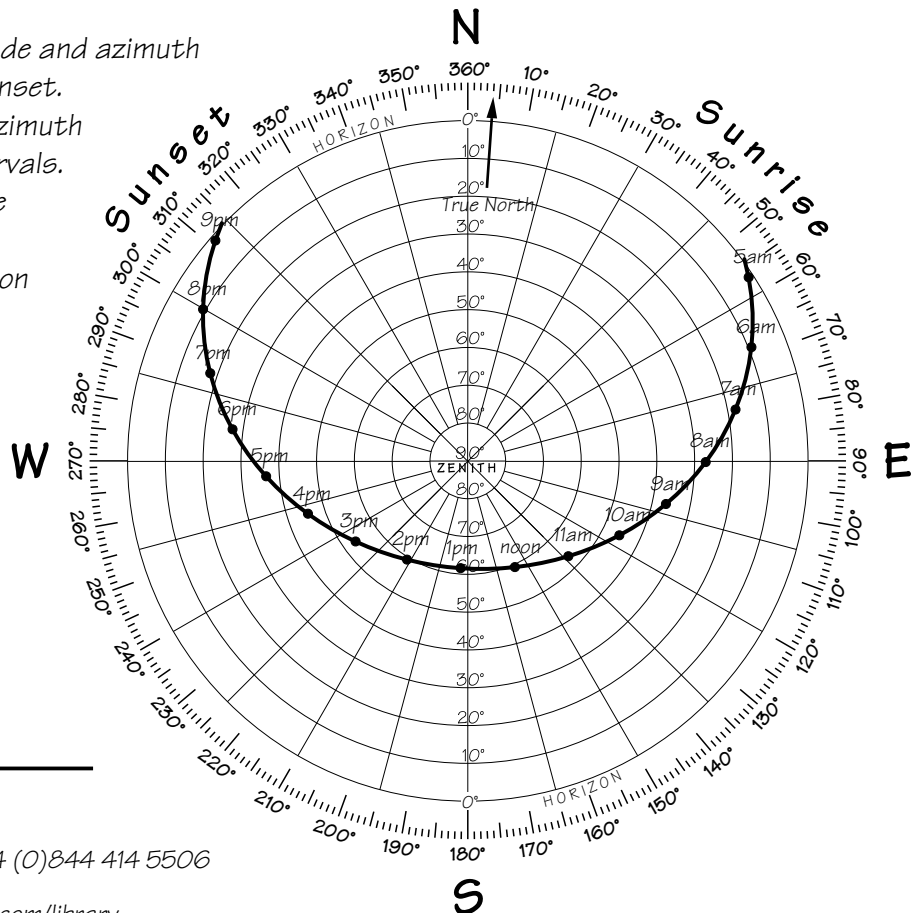 de and azimuth
nset.
zimuth
rvals.
e
on
N
S
E
W
Sunset
Sunrise
360°
10°
20°
30°
40°
50°
60°
70°
80°
90°
100°
110°
120°
130°
140°
150°
160°
170°
180°
190°
200°
210°
220°
230°
240°
250°
260°
270°
280°
290°
300°
310°
320°
330°
340°
350°
HORIZON
0°
10°
20°
True North
30°
40°
50°
60°
70°
80°
90°
ZENITH
80°
70°
60°
50°
40°
30°
20°
10°
0°
HORIZON
5am
6am
7am
8am
9am
10am
11am
noon
1pm
2pm
3pm
4pm
5pm
6pm
7pm
8pm
9pm
4 (0)844 414 5506
com/library